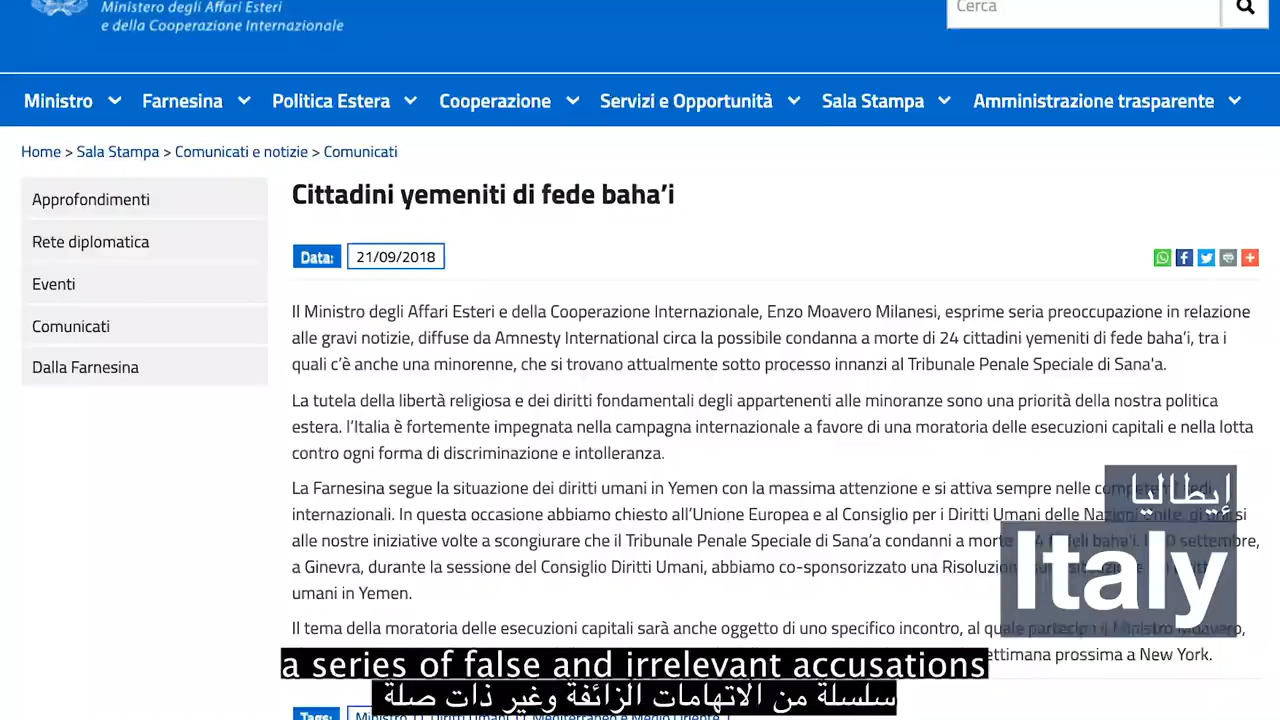 Ministero degli Affari Esteri
e della Cooperazione Internazionale
Cerca
Ministro
Farnesina
Politica Estera
Cooperazione
Servizi e Opportunità
Sala Stampa
Amministrazione trasparente
Home > Sala Stampa > Comunicati e notizie > Comunicati
Approfondimenti
Rete diplomatica
Eventi
Comunicati
Dalla Farnesina
Cittadini yemeniti di fede baha’i
Data: 21/09/2018
Il Ministro degli Affari Esteri e della Cooperazione Internazionale, Enzo Moavero Milanesi, esprime seria preoccupazione in relazione
alle gravi notizie, diffuse da Amnesty International circa la possibile condanna a morte di 24 cittadini yemeniti di fede baha’i, tra i
quali c’è anche una minorenne, che si trovano attualmente sotto processo innanzi al Tribunale Penale Speciale di Sana'a.
La tutela della libertà religiosa e dei diritti fondamentali degli appartenenti alle minoranze sono una priorità della nostra politica
estera. l’Italia è fortemente impegnata nella campagna internazionale a favore di una moratoria delle esecuzioni capitali e nella lotta
contro ogni forma di discriminazione e intolleranza.
La Farnesina segue la situazione dei diritti umani in Yemen con la massima attenzione e si attiva sempre nelle
internazionali. In questa occasione abbiamo chiesto all’Unione Europea e al Consiglio per i Diritti Umani delle
alle nostre iniziative volte a scongiurare che il Tribunale Penale Speciale di Sana’a condanni a morte settembre,
a Ginevra, durante la sessione del Consiglio Diritti Umani, abbiamo co-sponsorizzato una
umani in Yemen.
Il tema della moratoria delle esecuzioni capitali sarà anche oggetto di uno specifico incontro, al quale
settimana prossima a New York.
إيطاليا
Italy
a series of false and irrelevant accusations
سلسلة من الاتهامات الزائفة وغير ذات صلة
Tags: